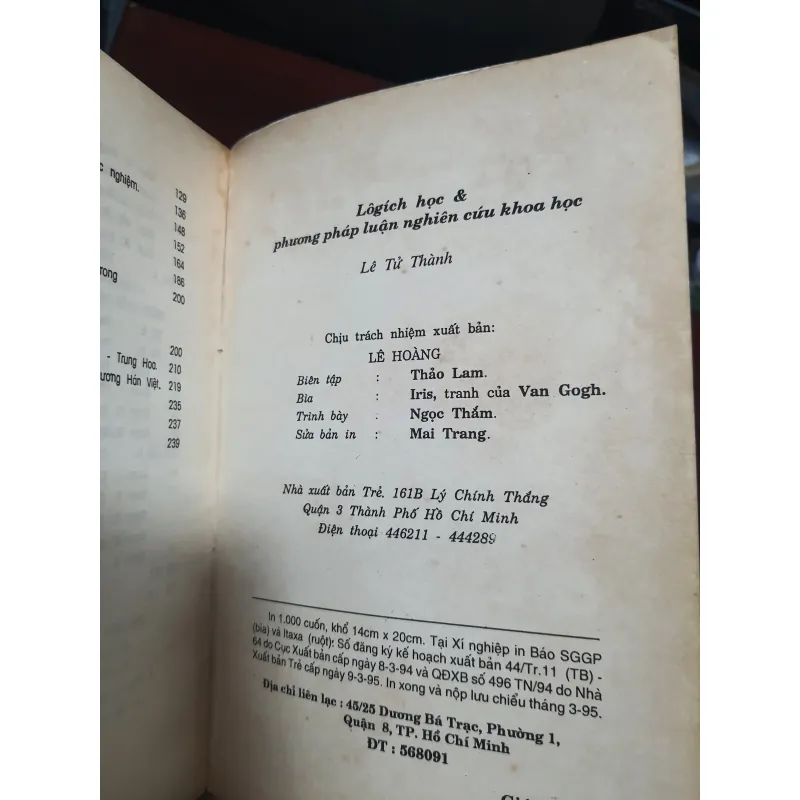 nghiệm.
129
136
148
152
164
186
200
200
- Trung Hoa. 210
ương Hán Việt. 219
235
237
239
Lôgích học &
phương pháp luận nghiên cứu khoa học
Lê Tử Thành
Chịu trách nhiệm xuất bản:
LÊ HOÀNG
Biên tập : Thảo Lam.
Bìa : Iris, tranh của Van Gogh.
Trình bày : Ngọc Thắm.
Sửa bản in : Mai Trang.
Nhà xuất bản Trẻ. 161B Lý Chính Thắng
Quận 3 Thành Phố Hồ Chí Minh
Điện thoại 446211 - 444289
In 1.000 cuốn, khổ 14cm x 20cm. Tại Xí nghiệp in Báo SGGP
(bìa) và Itaxa (ruột): Số đăng ký kế hoạch xuất bản 44/Tr.11 (TB) -
64 do Cục Xuất bản cấp ngày 8-3-94 và QĐXB số 496 TN/94 do Nhà
Xuất bản Trẻ cấp ngày 9-3-95. In xong và nộp lưu chiểu tháng 3-95.
Địa chỉ liên lạc : 45/25 Dương Bá Trạc, Phường 1,
Quận 8, TP. Hồ Chí Minh
ĐT : 568091